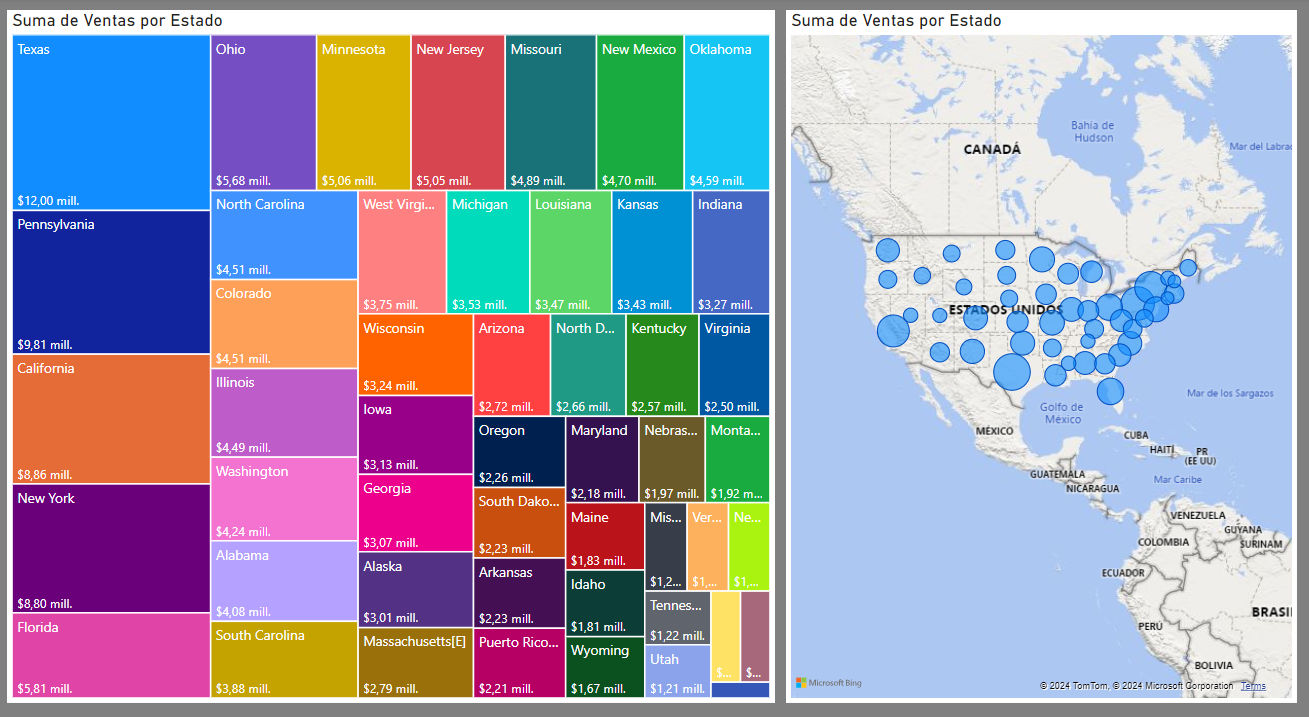 Suma de Ventas por Estado
Texas
$12,00 mill.
Pennsylvania
$9,81 mill.
California
$8,86 mill.
New York
$8,80 mill.
Florida
$5,81 mill.
Ohio
$5,68 mill.
Minnesota
$5,06 mill.
New Jersey
$5,05 mill.
Missouri
$4,89 mill.
New Mexico
$4,70 mill.
Oklahoma
$4,59 mill.
North Carolina
$4,51 mill.
Colorado
$4,51 mill.
Illinois
$4,49 mill.
Washington
$4,24 mill.
Alabama
$4,08 mill.
South Carolina
$3,88 mill.
West Virgi...
$3,75 mill.
Michigan
$3,53 mill.
Louisiana
$3,47 mill.
Kansas
$3,43 mill.
Indiana
$3,27 mill.
Wisconsin
$3,24 mill.
Iowa
$3,13 mill.
Georgia
$3,07 mill.
Alaska
$3,01 mill.
Massachusetts[E]
$2,79 mill.
Arizona
$2,72 mill.
North D...
$2,66 mill.
Kentucky
$2,57 mill.
Virginia
$2,50 mill.
Oregon
$2,26 mill.
South Dako...
$2,23 mill.
Arkansas
$2,23 mill.
Puerto Rico...
$2,21 mill.
Maryland
$2,18 mill.
Nebras...
$1,97 mill.
Monta...
$1,92 m...
Maine
$1,83 mill.
Idaho
$1,81 mill.
Wyoming
$1,67 mill.
Mis...
$1,2...
Ver...
$1,...
Ne...
$1,...
Tennes...
$1,22 mill.
Utah
$1,21 mill.
$...
$...
Suma de Ventas por Estado
Bahía de
Hudson
CANADÁ
Mar del Labra
ESTADOS UNIDOS
Mar de los Sargazos
Golfo de
México
MÉXICO
CUBA
HAITÍ
PR
(EE UU)
GUATEMALA
Mar Caribe
NICARAGUA
VENEZUELA
GUYANA
COLOMBIA
SURINAM
ECUADOR
BRASI
PERÚ
BOLIVIA
Microsoft Bing
© 2024 TomTom, © 2024 Microsoft Corporation
Terms